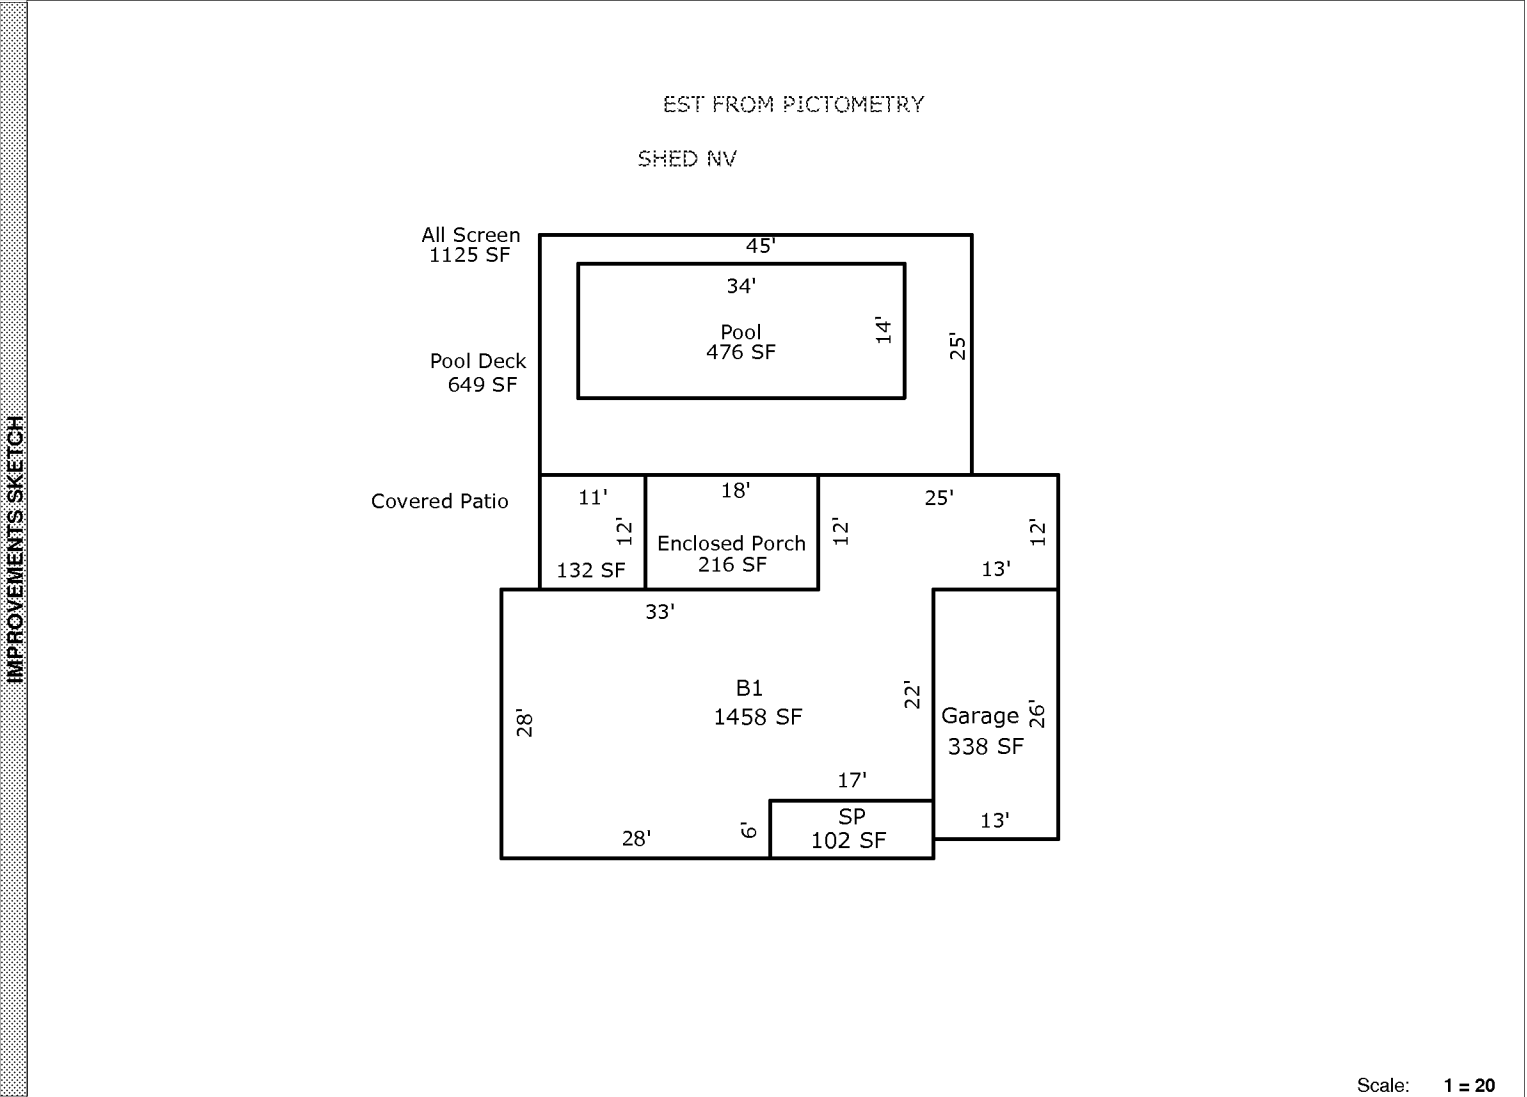 IMPROVEMENTS SKETCH
EST FROM PICTOMETRY
SHED NV
All Screen
1125 SF
45'
34'
Pool
476 SF
14'
25'
Pool Deck
649 SF
Covered Patio
11'
12'
132 SF
18'
Enclosed Porch
216 SF
12'
25'
12'
13'
33'
B1
1458 SF
28'
22'
Garage
338 SF
26'
17'
SP
102 SF
6'
28'
13'
Scale: 1 = 20